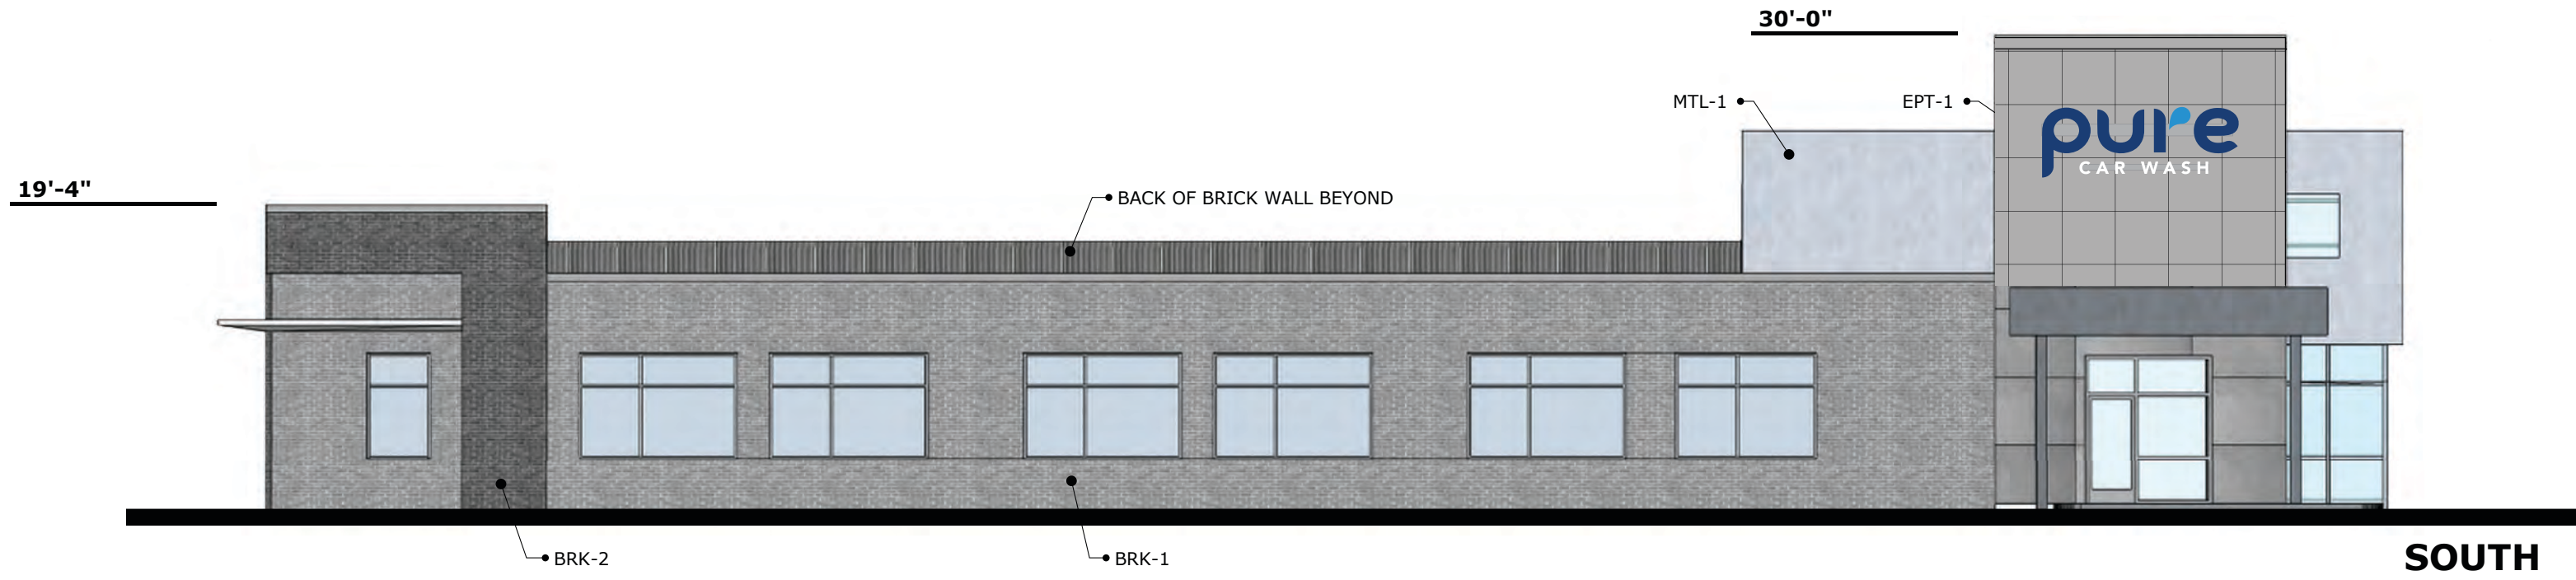 30'-0"
MTL-1
EPT-1
pure
CAR WASH
19'-4"
BACK OF BRICK WALL BEYOND
BRK-2
BRK-1
SOUTH